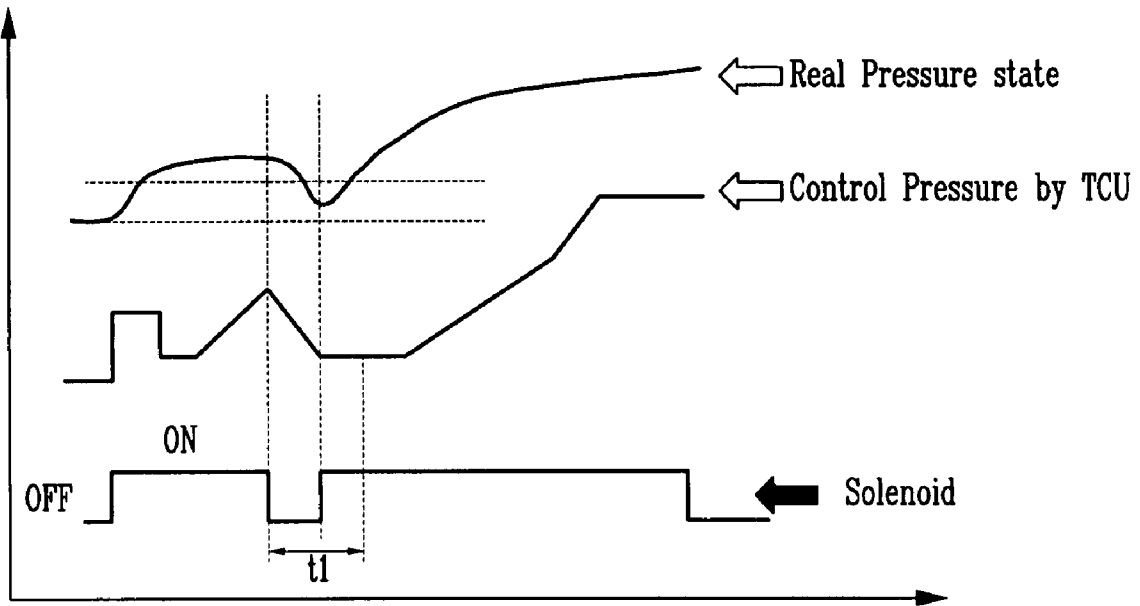 Real Pressure state
Control Pressure by TCU
ON
OFF
Solenoid
t1